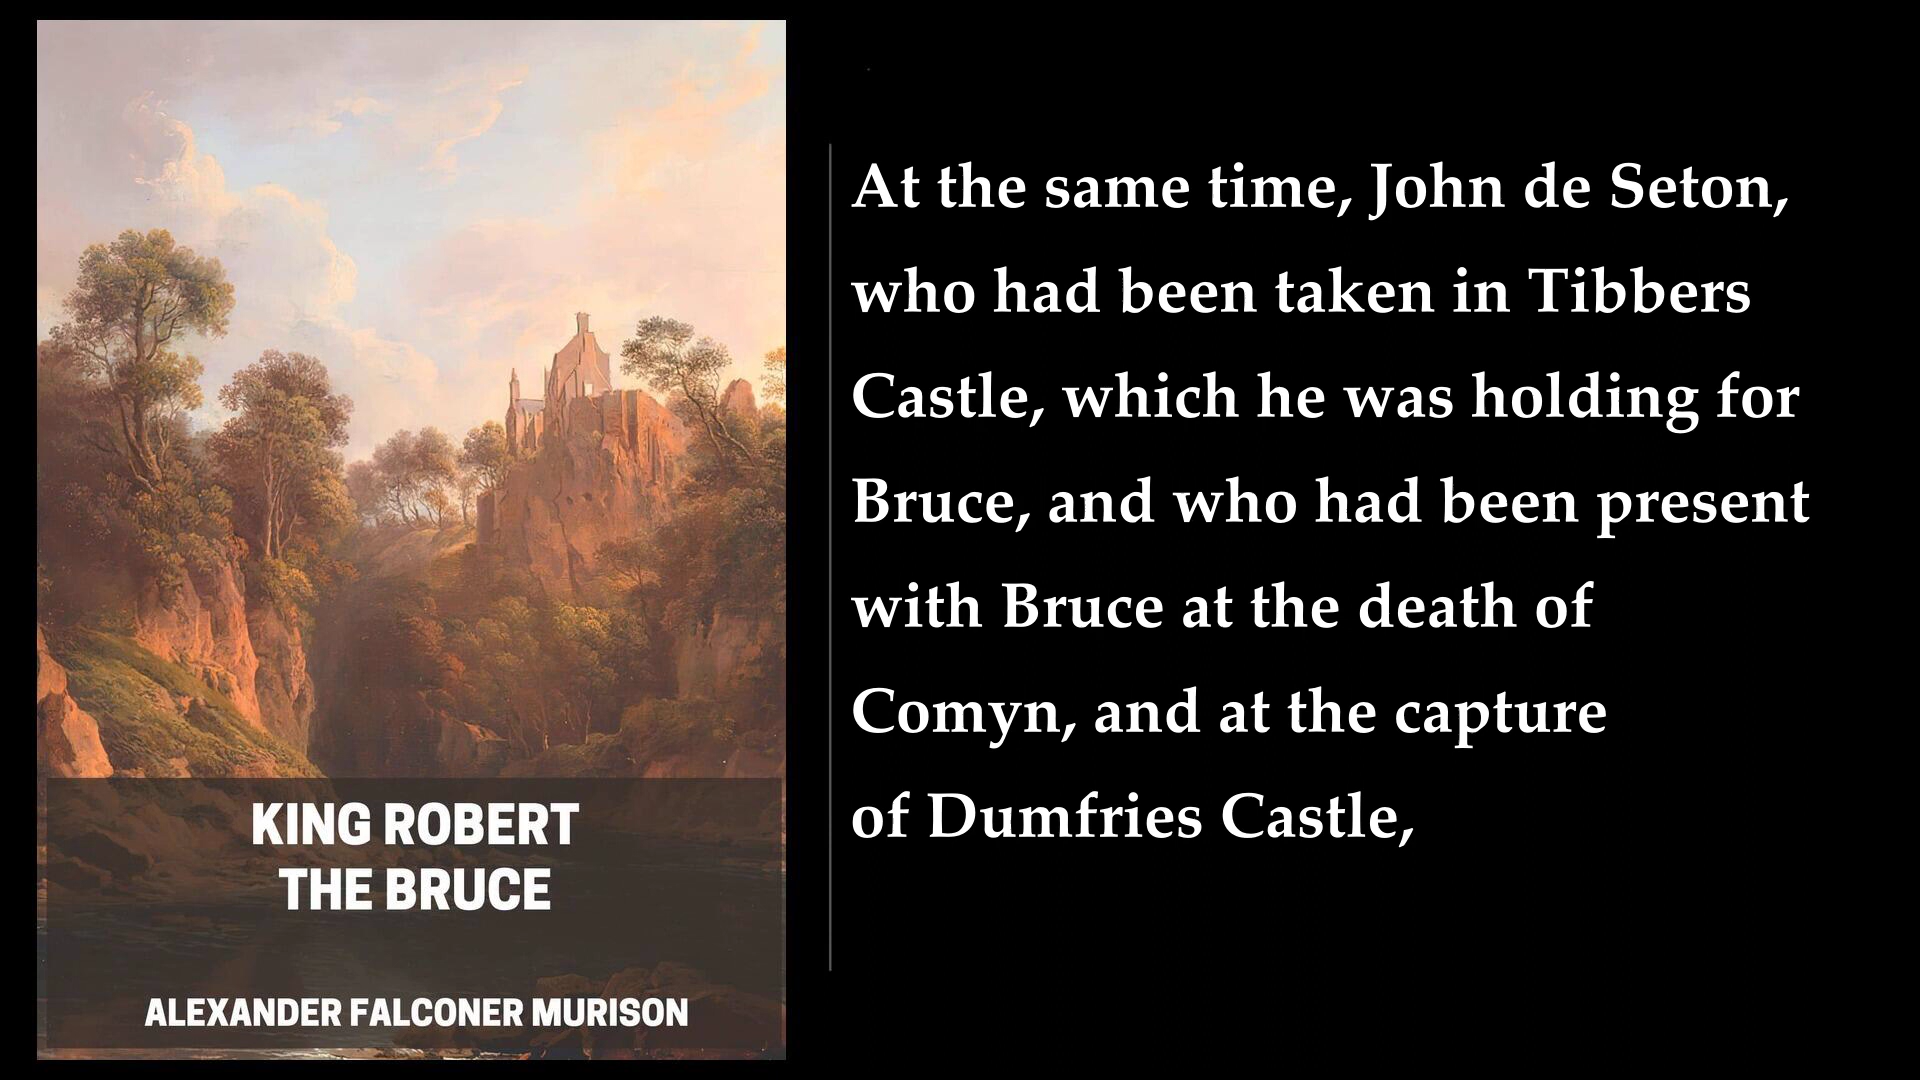 KING ROBERT
THE BRUCE
ALEXANDER FALCONER MURISON
At the same time, John de Seton,
who had been taken in Tibbers
Castle, which he was holding for
Bruce, and who had been present
with Bruce at the death of
Comyn, and at the capture
of Dumfries Castle,